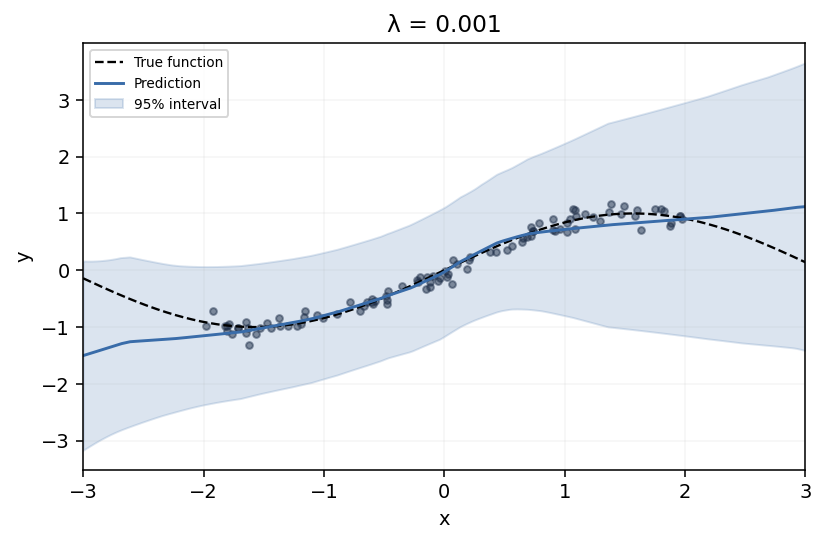 λ = 0.001
True function
Prediction
95% interval
y
3
2
1
0
−1
−2
−3
−3 −2 −1 0 1 2 3
x